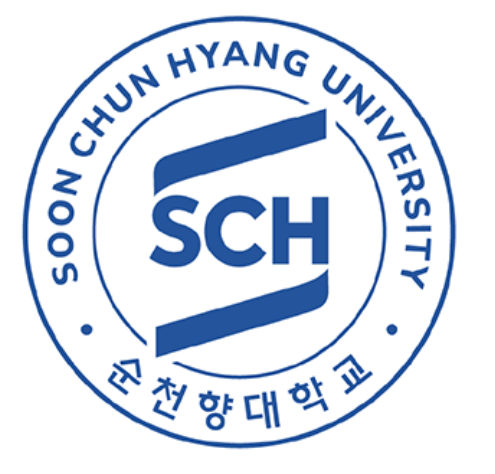 SOON CHUN HYANG UNIVERSITY
SCH
순천향대학교